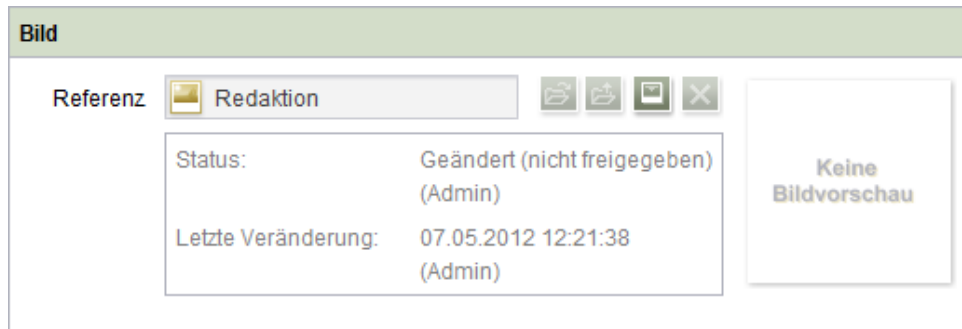 Bild
Referenz Redaktion
Status: Geändert (nicht freigegeben)
(Admin)
Letzte Veränderung: 07.05.2012 12:21:38
(Admin)
Keine
Bildvorschau